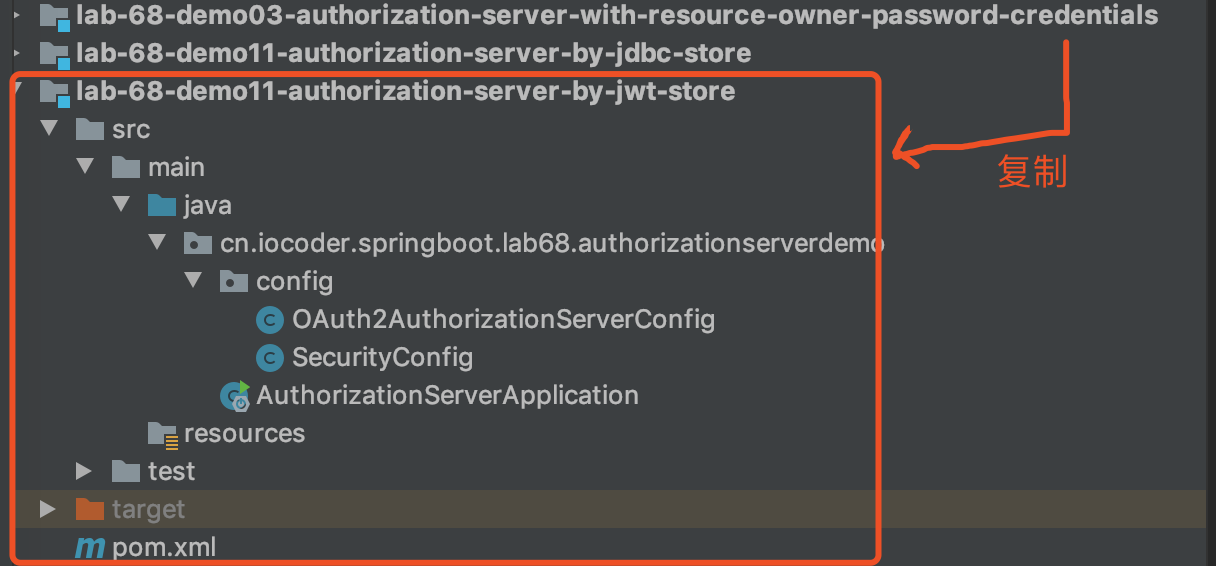 lab-68-demo03-authorization-server-with-resource-owner-password-credentials
lab-68-demo11-authorization-server-by-jdbc-store
lab-68-demo11-authorization-server-by-jwt-store
src
main
复制
java
cn.iocoder.springboot.lab68.authorizationserverdemo
config
OAuth2AuthorizationServerConfig
SecurityConfig
AuthorizationServerApplication
resources
test
target
pom.xml